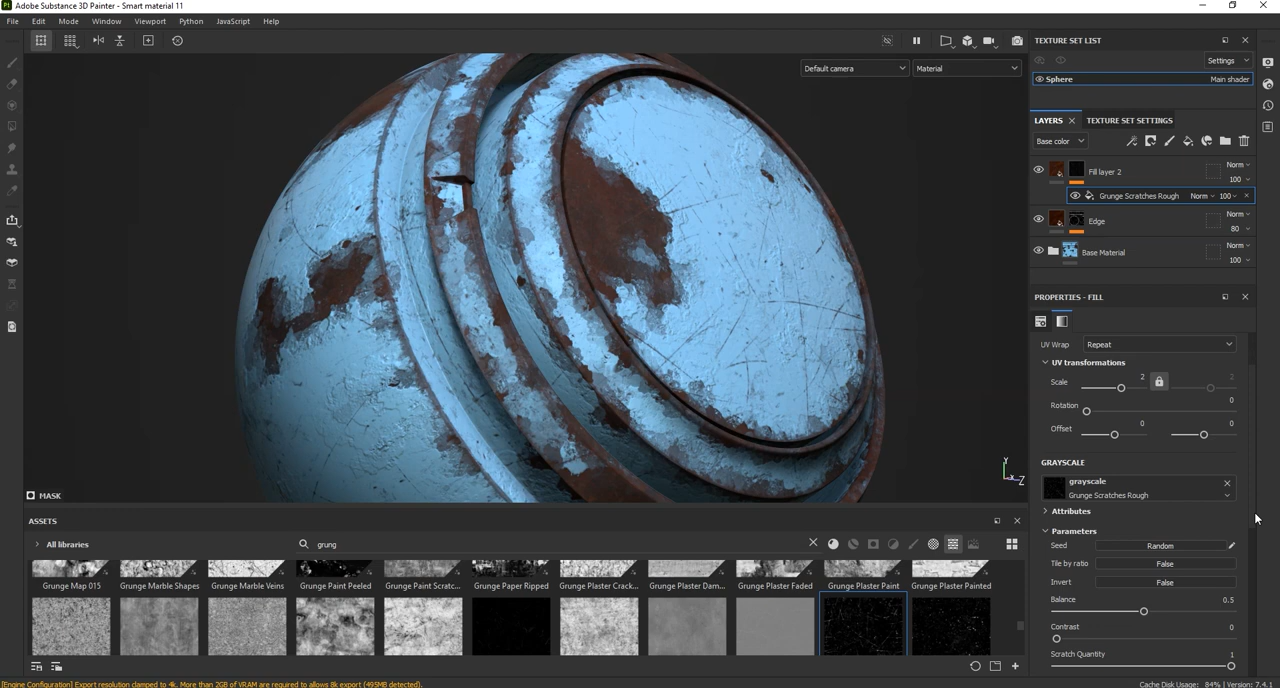 Pt Adobe Substance 3D Painter - Smart material 11
File Edit Mode Window Viewport Python JavaScript Help
Default camera
Material
MASK
Y
X
Z
TEXTURE SET LIST
Settings
Sphere Main shader
LAYERS TEXTURE SET SETTINGS
Base color
Fill layer 2 Norm
100
Grunge Scratches Rough Norm 100
Edge Norm
80
Base Material Norm
100
PROPERTIES - FILL
UV Wrap Repeat
UV transformations
Scale 2 2
Rotation 0
Offset 0 0
GRAYSCALE
grayscale
Grunge Scratches Rough
Attributes
Parameters
Seed Random
Tile by ratio False
Invert False
Balance 0.5
Contrast 0
Scratch Quantity 1
ASSETS
All libraries
grung
Grunge Map 015 Grunge Marble Shapes Grunge Marble Veins Grunge Paint Peeled Grunge Paint Scratc... Grunge Paper Ripped Grunge Plaster Crack... Grunge Plaster Dam... Grunge Plaster Faded Grunge Plaster Paint Grunge Plaster Painted
[Engine Configuration] Export resolution clamped to 4k. More than 2GB of VRAM are required to allows 8k export (495MB detected).
Cache Disk Usage: 84% | Version: 7.4.1